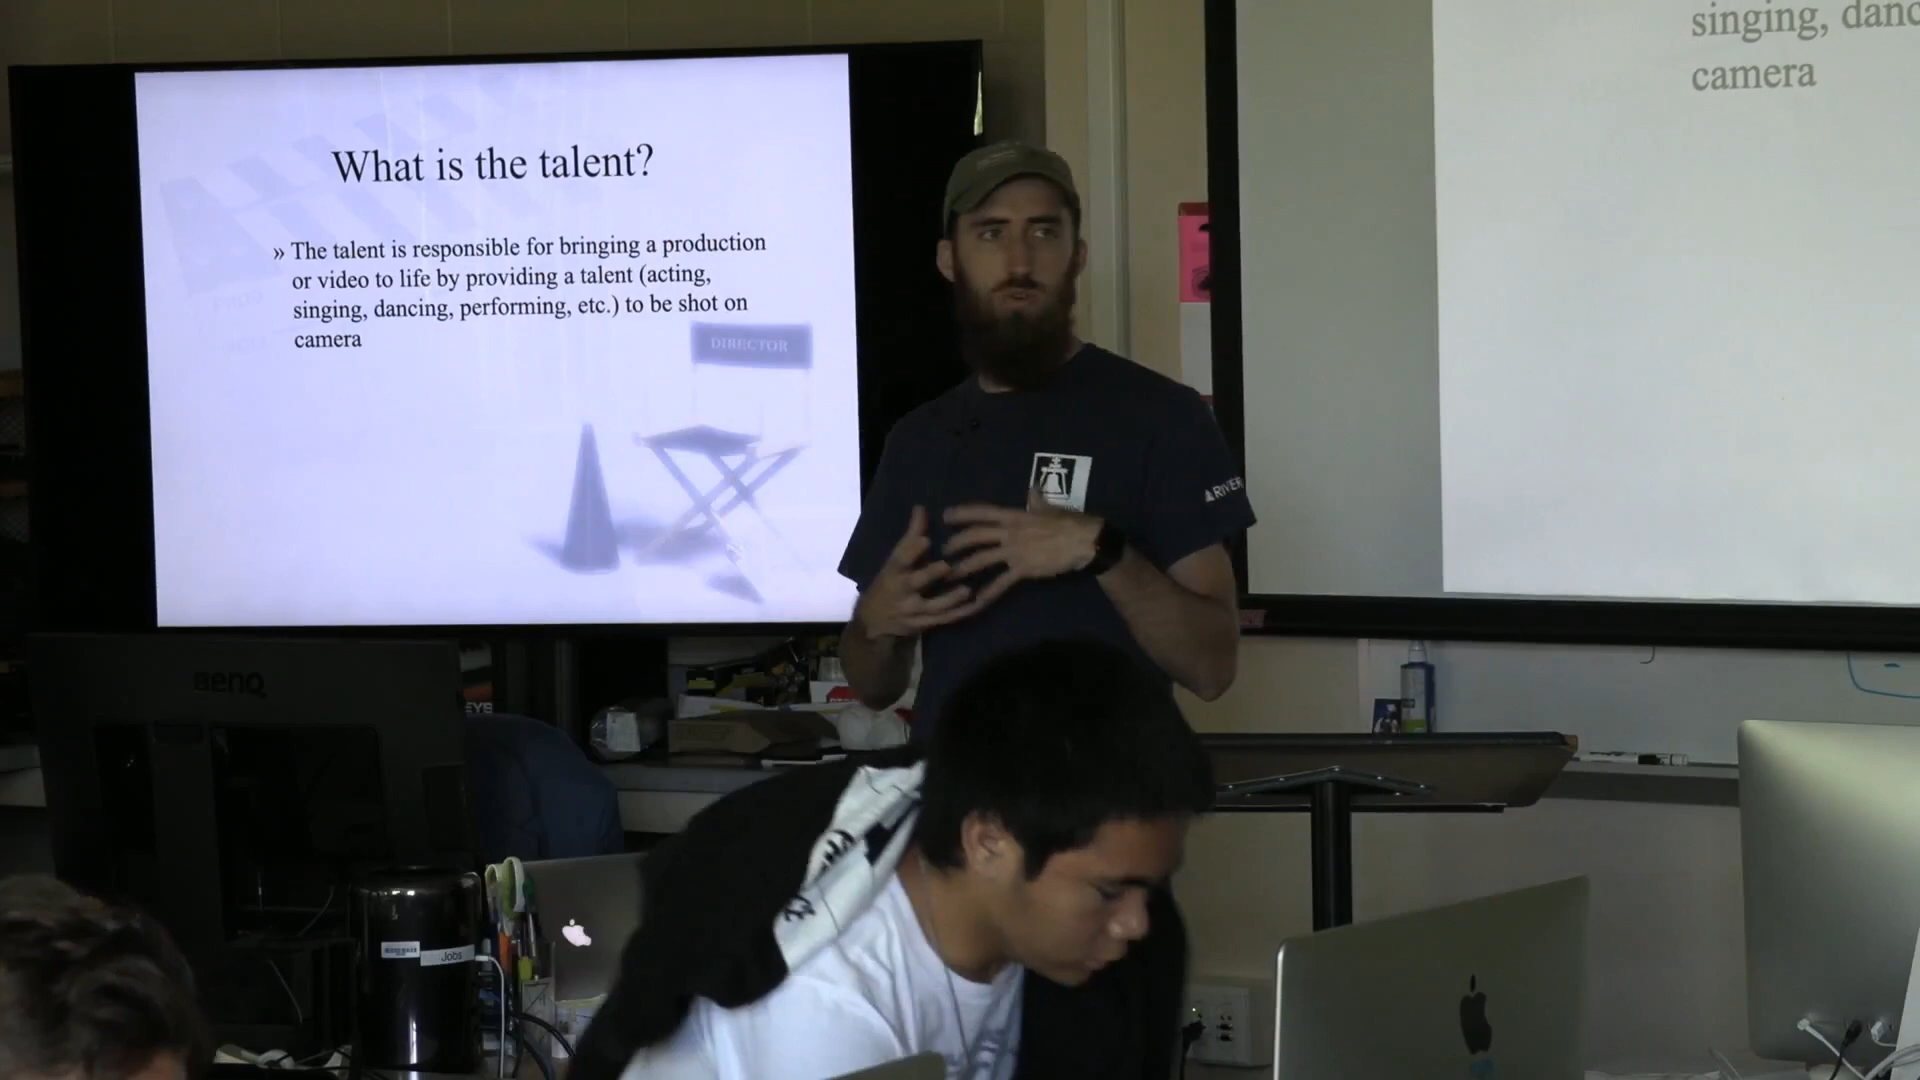 What is the talent?
» The talent is responsible for bringing a production
or video to life by providing a talent (acting,
singing, dancing, performing, etc.) to be shot on
camera
DIRECTOR
singing, danc
camera
RIVER
BenQ
EYE
Jobs